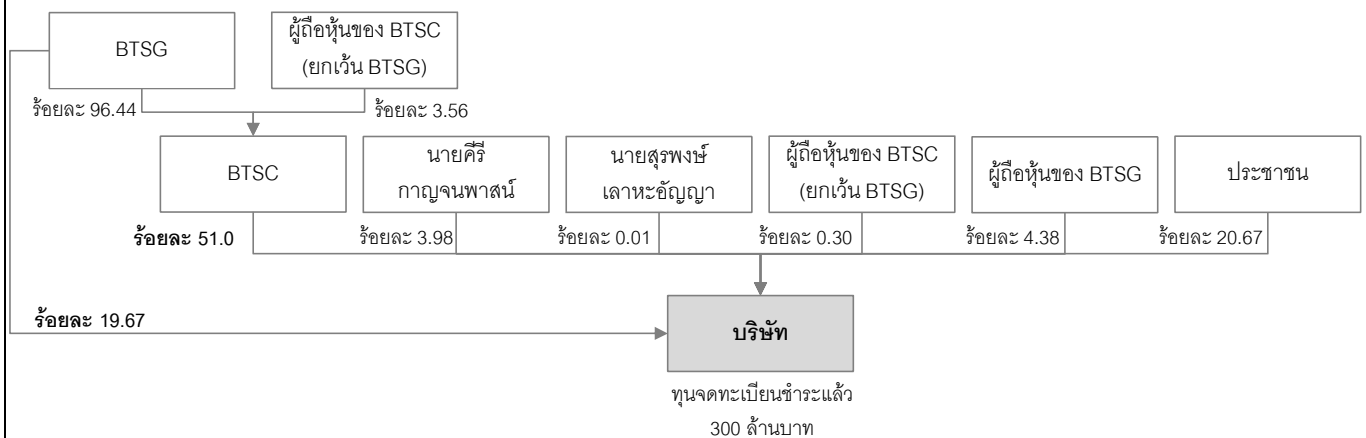 BTSG
ผู้ถือหุ้นของ BTSC
(ยกเว้น BTSG)
ร้อยละ 96.44
ร้อยละ 3.56
BTSC
นายคีรี
กาญจนพาสน์
นายสุรพงษ์
เลาหะอัญญา
ผู้ถือหุ้นของ BTSC
(ยกเว้น BTSG)
ผู้ถือหุ้นของ BTSG
ประชาชน
ร้อยละ 51.0
ร้อยละ 3.98
ร้อยละ 0.01
ร้อยละ 0.30
ร้อยละ 4.38
ร้อยละ 20.67
ร้อยละ 19.67
บริษัท
ทุนจดทะเบียนชำระแล้ว
300 ล้านบาท